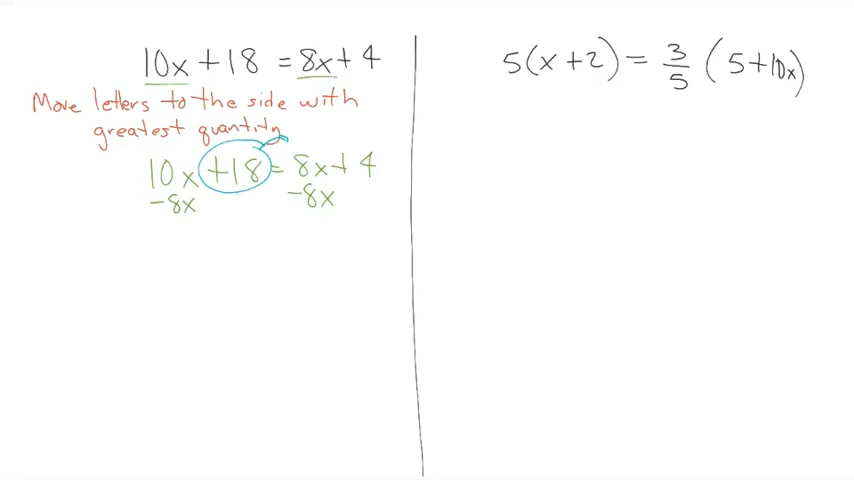 10x + 18 = 8x + 4
Move letters to the side with
greatest quantity
10x + 18 = 8x + 4
-8x -8x
5(x + 2) = 3/5 (5 + 10x)